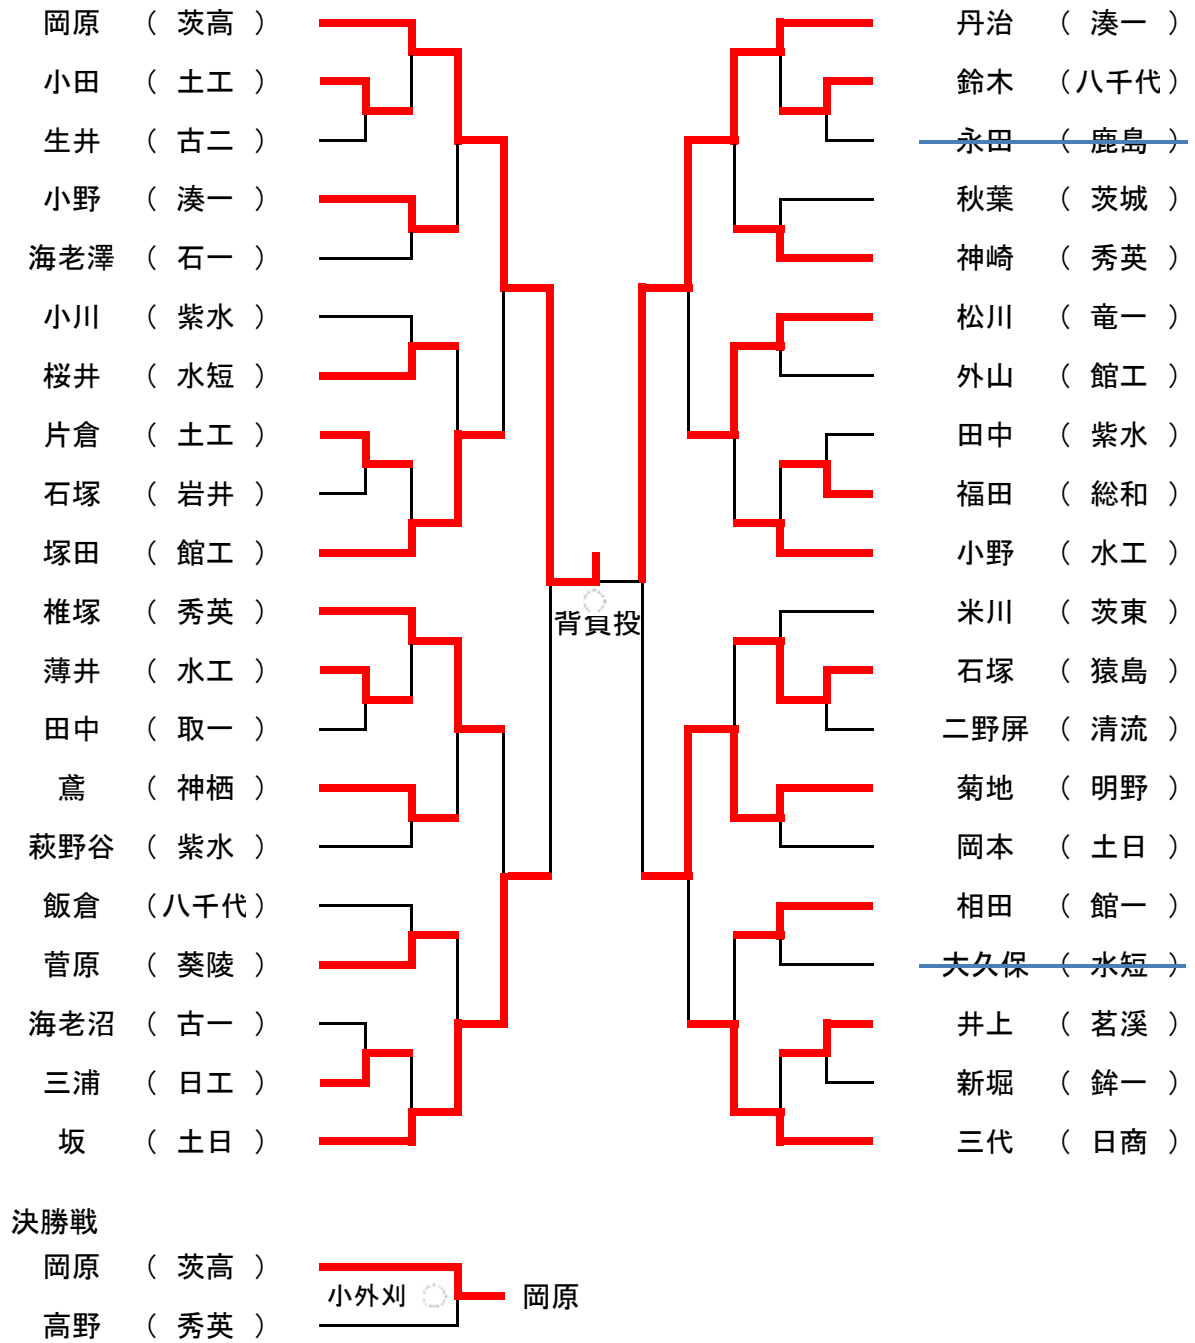 岡原 （ 茨高 ）
小田 （ 土工 ）
生井 （ 古二 ）
小野 （ 湊一 ）
海老澤 （ 石一 ）
小川 （ 紫水 ）
桜井 （ 水短 ）
片倉 （ 土工 ）
石塚 （ 岩井 ）
塚田 （ 館工 ）
椎塚 （ 秀英 ）
薄井 （ 水工 ）
田中 （ 取一 ）
鳶 （ 神栖 ）
萩野谷 （ 紫水 ）
飯倉 （八千代）
菅原 （ 葵陵 ）
海老沼 （ 古一 ）
三浦 （ 日工 ）
坂 （ 土日 ）
背負投
丹治 （ 湊一 ）
鈴木 （八千代）
永田 （ 鹿島 ）
秋葉 （ 茨城 ）
神崎 （ 秀英 ）
松川 （ 竜一 ）
外山 （ 館工 ）
田中 （ 紫水 ）
福田 （ 総和 ）
小野 （ 水工 ）
米川 （ 茨東 ）
石塚 （ 猿島 ）
二野屏 （ 清流 ）
菊地 （ 明野 ）
岡本 （ 土日 ）
相田 （ 館一 ）
大久保 （ 水短 ）
井上 （ 茗溪 ）
新堀 （ 鉾一 ）
三代 （ 日商 ）
決勝戦
岡原 （ 茨高 ）
小外刈 岡原
高野 （ 秀英 ）